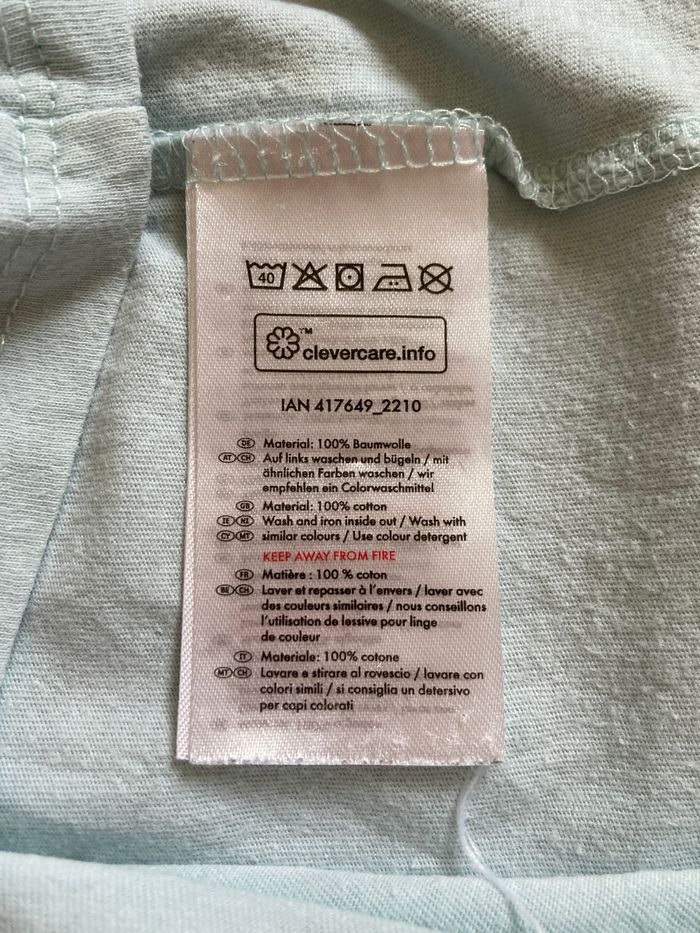 40
clevercare.info™
IAN 417649_2210
DE Material: 100% Baumwolle
AT CH Auf links waschen und bügeln / mit
ähnlichen Farben waschen / wir
empfehlen ein Colorwaschmittel
GB Material: 100% cotton
IE NI Wash and iron inside out / Wash with
CY MT similar colours / Use colour detergent
KEEP AWAY FROM FIRE
FR Matière : 100 % coton
BE CH Laver et repasser à l'envers / laver avec
des couleurs similaires / nous conseillons
l'utilisation de lessive pour linge
de couleur
IT Materiale: 100% cotone
MT CH Lavare e stirare al rovescio / lavare con
colori simili / si consiglia un detersivo
per capi colorati